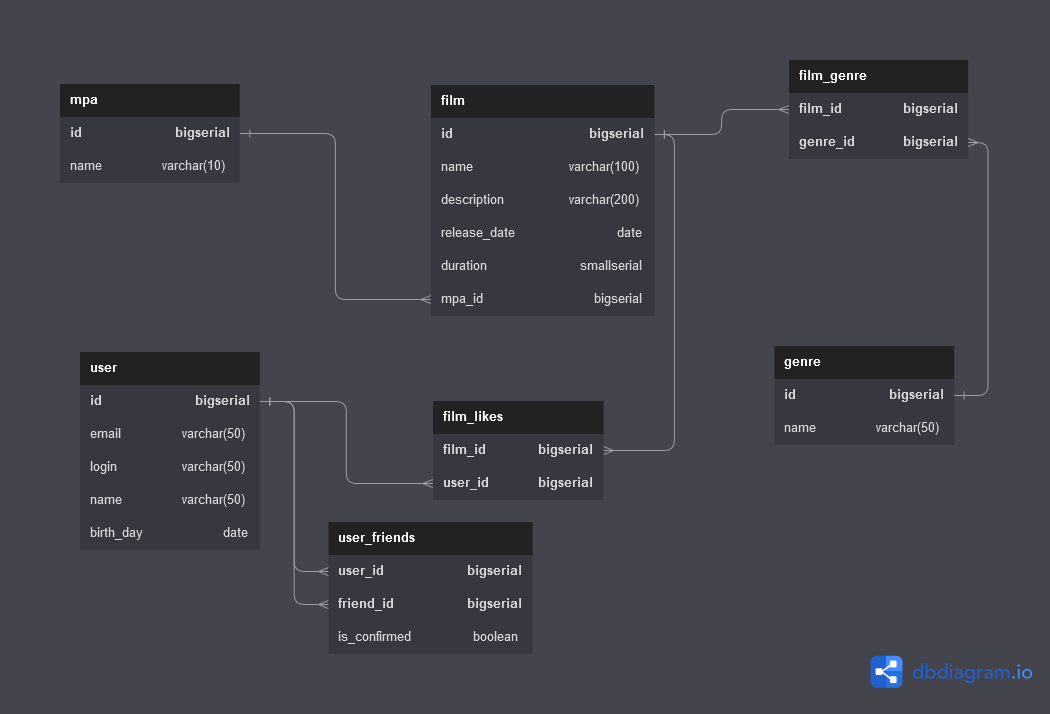 mpa
id bigserial
name varchar(10)
film
id bigserial
name varchar(100)
description varchar(200)
release_date date
duration smallserial
mpa_id bigserial
film_genre
film_id bigserial
genre_id bigserial
user
id bigserial
email varchar(50)
login varchar(50)
name varchar(50)
birth_day date
film_likes
film_id bigserial
user_id bigserial
genre
id bigserial
name varchar(50)
user_friends
user_id bigserial
friend_id bigserial
is_confirmed boolean
dbdiagram.io